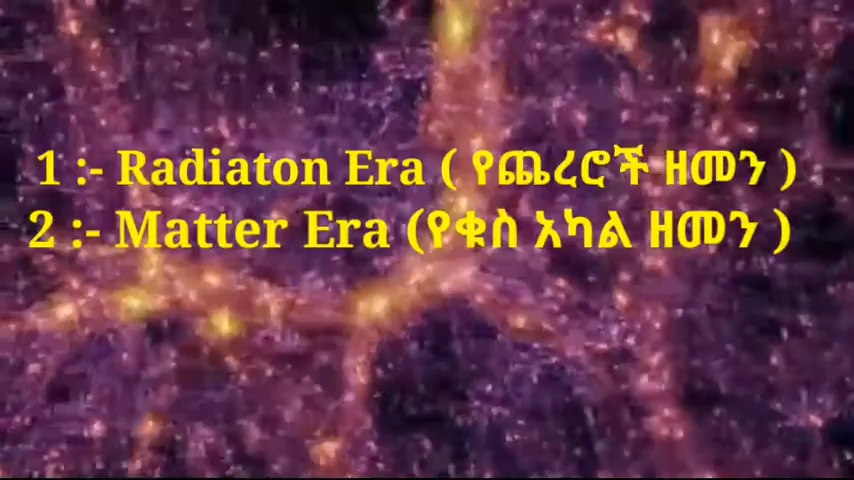 1 :- Radiaton Era ( የጨረሮች ዘመን )
2 :- Matter Era (የቁስ አካል ዘመን )